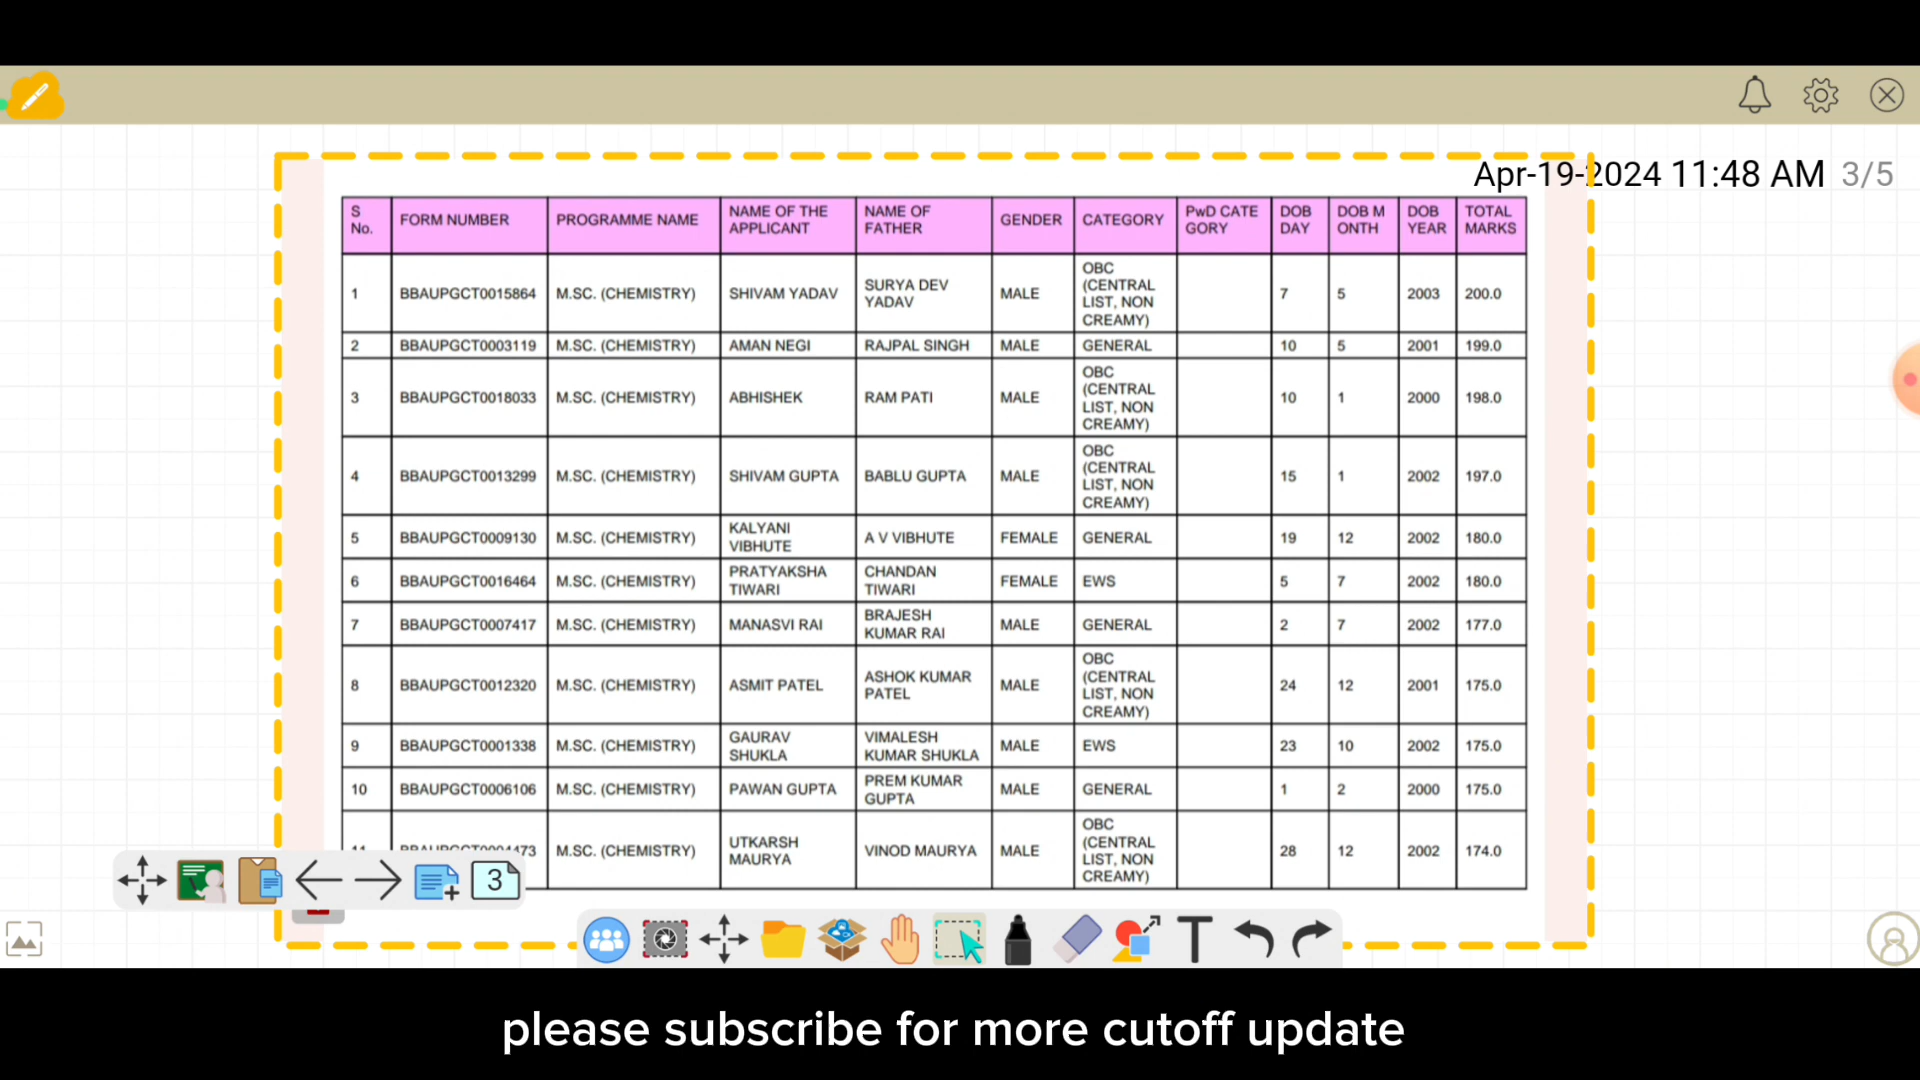 Apr-19-2024 11:48 AM 3/5
S No. FORM NUMBER PROGRAMME NAME NAME OF THE APPLICANT NAME OF FATHER GENDER CATEGORY PwD CATE GORY DOB DAY DOB M ONTH DOB YEAR TOTAL MARKS
1 BBAUPGCT0015864 M.SC. (CHEMISTRY) SHIVAM YADAV SURYA DEV YADAV MALE OBC (CENTRAL LIST, NON CREAMY) 7 5 2003 200.0
2 BBAUPGCT0003119 M.SC. (CHEMISTRY) AMAN NEGI RAJPAL SINGH MALE GENERAL 10 5 2001 199.0
3 BBAUPGCT0018033 M.SC. (CHEMISTRY) ABHISHEK RAM PATI MALE OBC (CENTRAL LIST, NON CREAMY) 10 1 2000 198.0
4 BBAUPGCT0013299 M.SC. (CHEMISTRY) SHIVAM GUPTA BABLU GUPTA MALE OBC (CENTRAL LIST, NON CREAMY) 15 1 2002 197.0
5 BBAUPGCT0009130 M.SC. (CHEMISTRY) KALYANI VIBHUTE A V VIBHUTE FEMALE GENERAL 19 12 2002 180.0
6 BBAUPGCT0016464 M.SC. (CHEMISTRY) PRATYAKSHA TIWARI CHANDAN TIWARI FEMALE EWS 5 7 2002 180.0
7 BBAUPGCT0007417 M.SC. (CHEMISTRY) MANASVI RAI BRAJESH KUMAR RAI MALE GENERAL 2 7 2002 177.0
8 BBAUPGCT0012320 M.SC. (CHEMISTRY) ASMIT PATEL ASHOK KUMAR PATEL MALE OBC (CENTRAL LIST, NON CREAMY) 24 12 2001 175.0
9 BBAUPGCT0001338 M.SC. (CHEMISTRY) GAURAV SHUKLA VIMALESH KUMAR SHUKLA MALE EWS 23 10 2002 175.0
10 BBAUPGCT0006106 M.SC. (CHEMISTRY) PAWAN GUPTA PREM KUMAR GUPTA MALE GENERAL 1 2 2000 175.0
M.SC. (CHEMISTRY) UTKARSH MAURYA VINOD MAURYA MALE OBC (CENTRAL LIST, NON CREAMY) 28 12 2002 174.0
3
T
please subscribe for more cutoff update